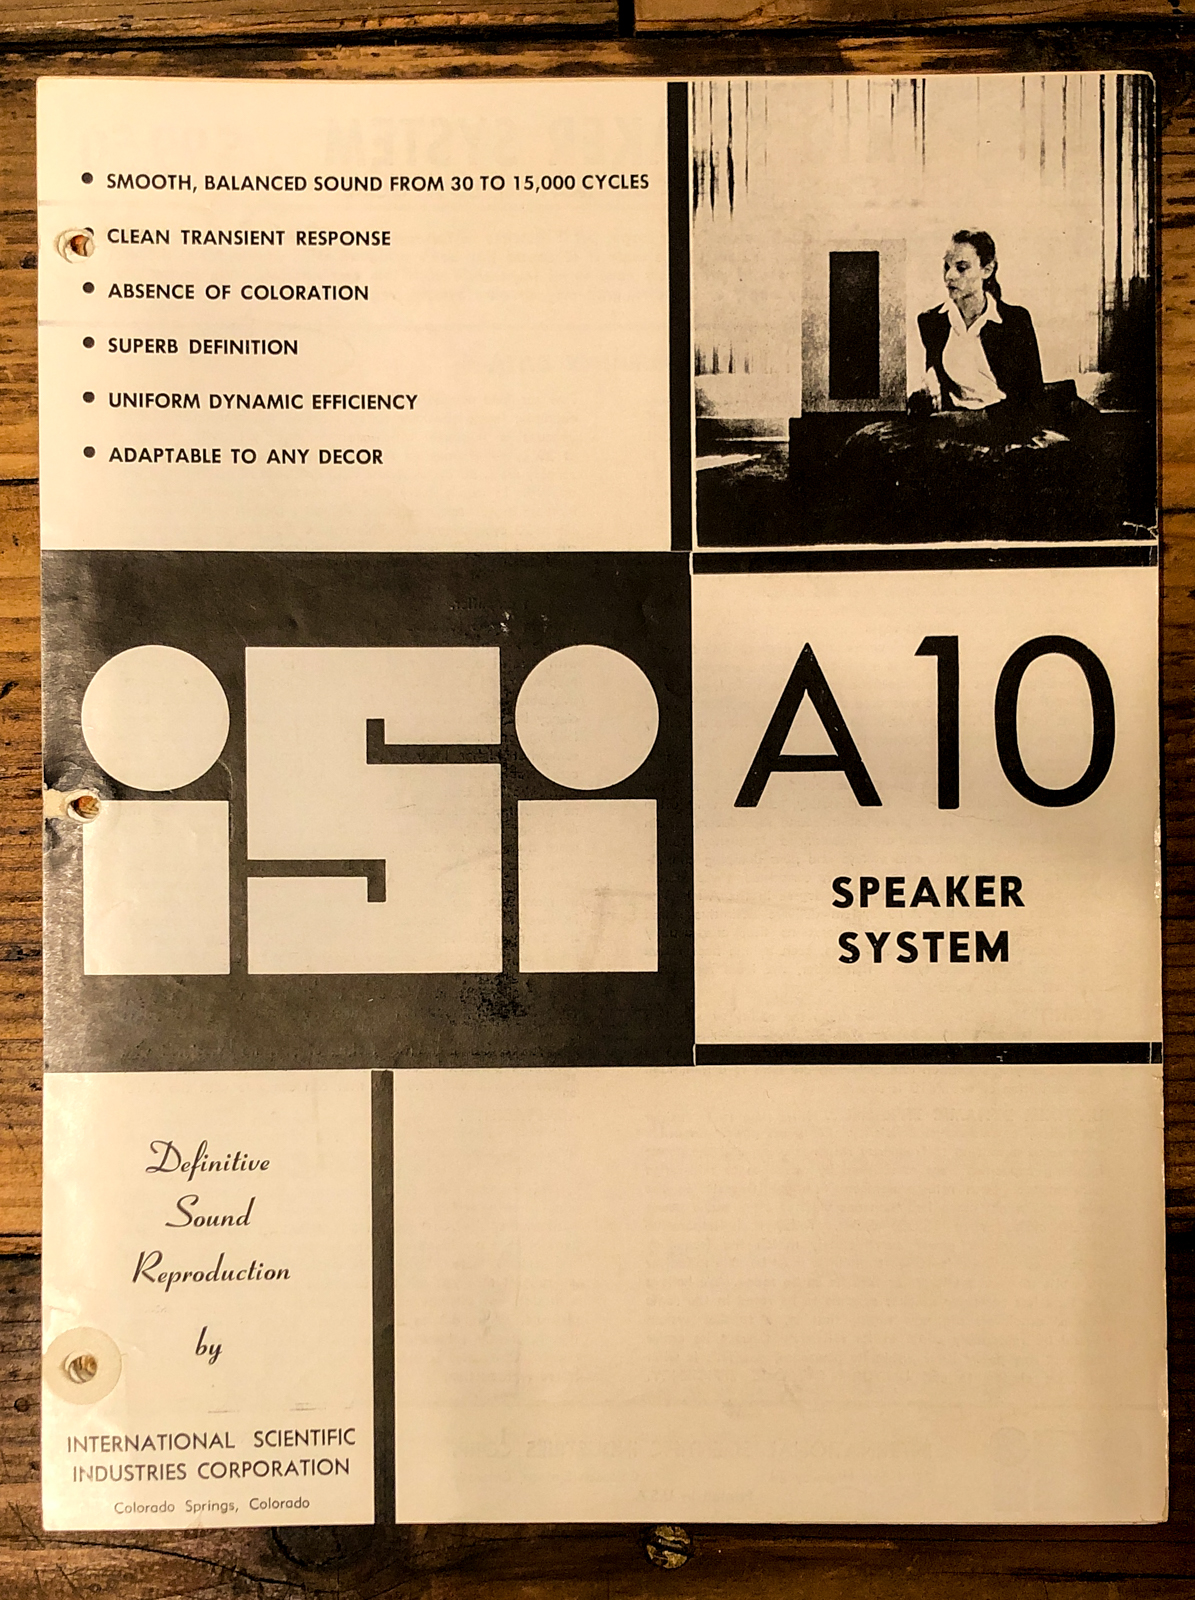 • SMOOTH, BALANCED SOUND FROM 30 TO 15,000 CYCLES
• CLEAN TRANSIENT RESPONSE
• ABSENCE OF COLORATION
• SUPERB DEFINITION
• UNIFORM DYNAMIC EFFICIENCY
• ADAPTABLE TO ANY DECOR
isi
A10
SPEAKER
SYSTEM
Definitive
Sound
Reproduction
by
INTERNATIONAL SCIENTIFIC
INDUSTRIES CORPORATION
Colorado Springs, Colorado